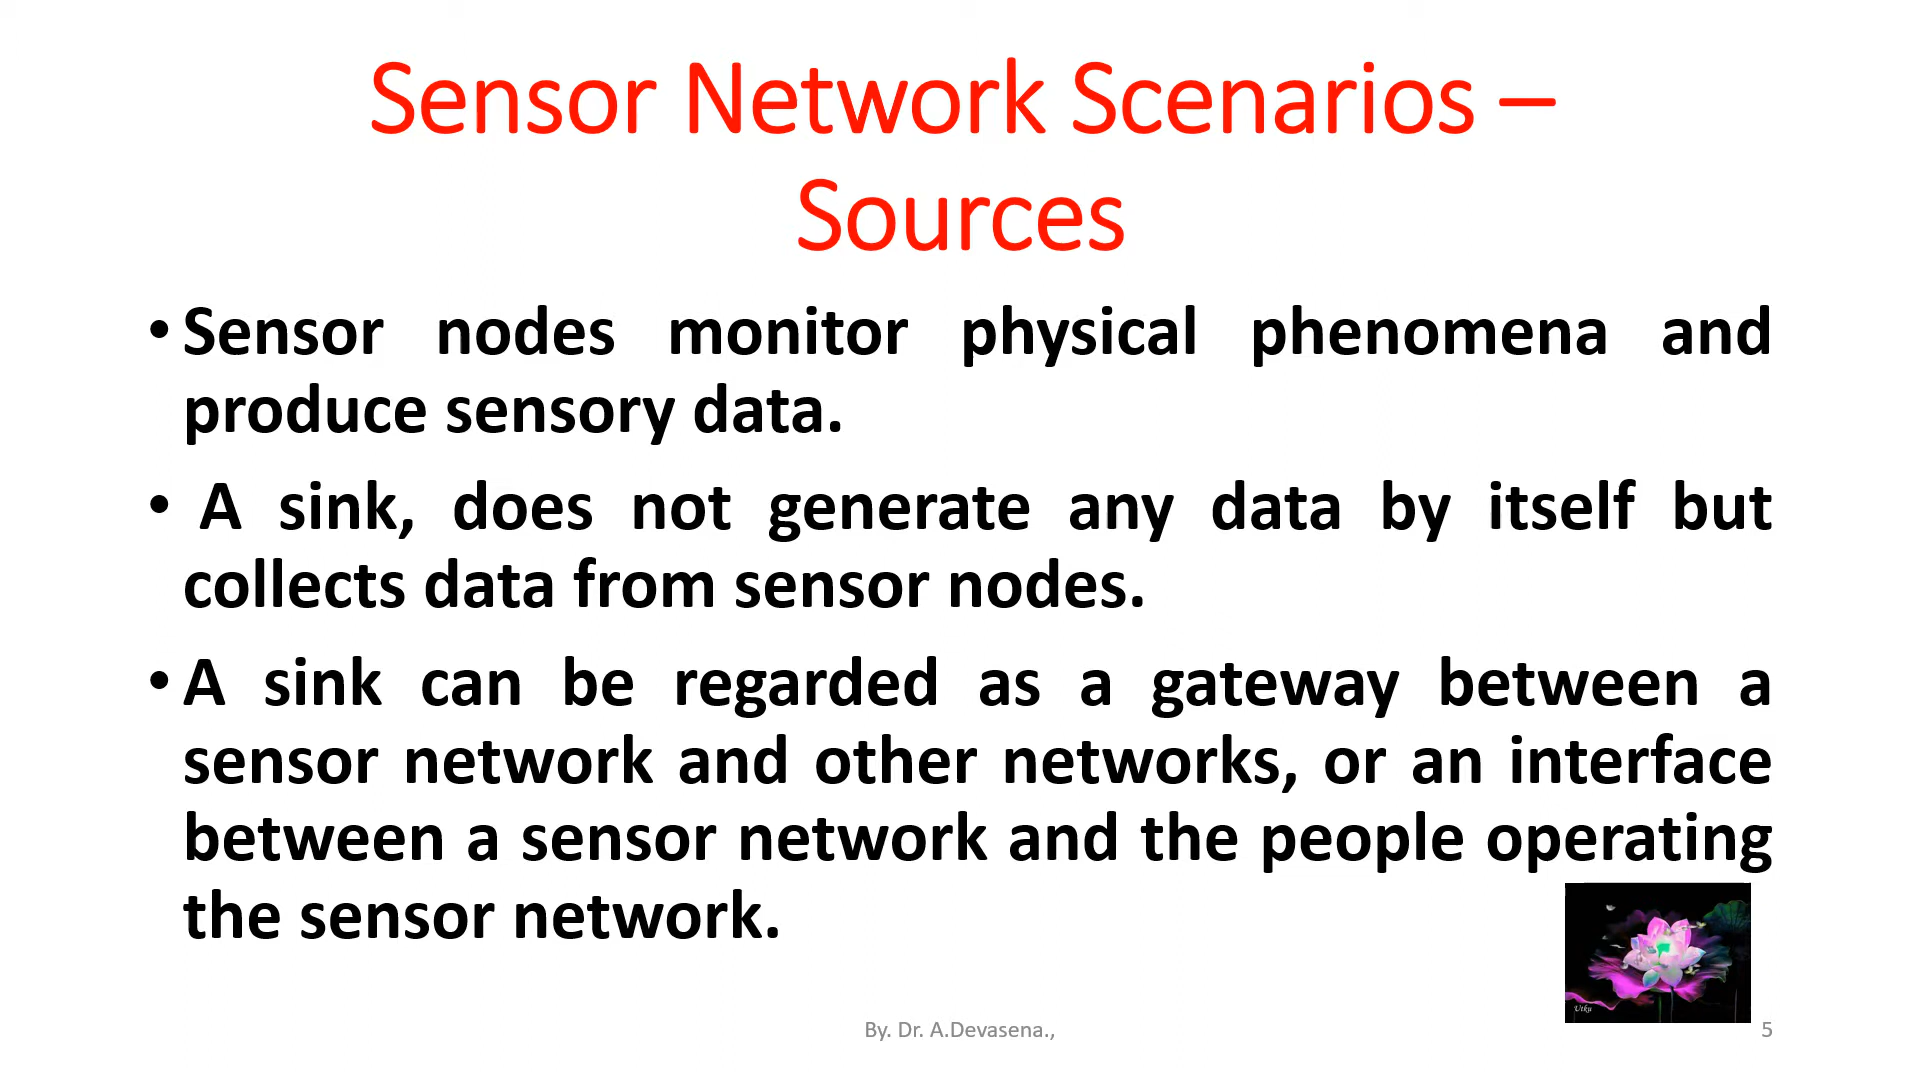 Sensor Network Scenarios –
Sources
• Sensor nodes monitor physical phenomena and
produce sensory data.
• A sink, does not generate any data by itself but
collects data from sensor nodes.
• A sink can be regarded as a gateway between a
sensor network and other networks, or an interface
between a sensor network and the people operating
the sensor network.
Utku
By. Dr. A.Devasena.,
5